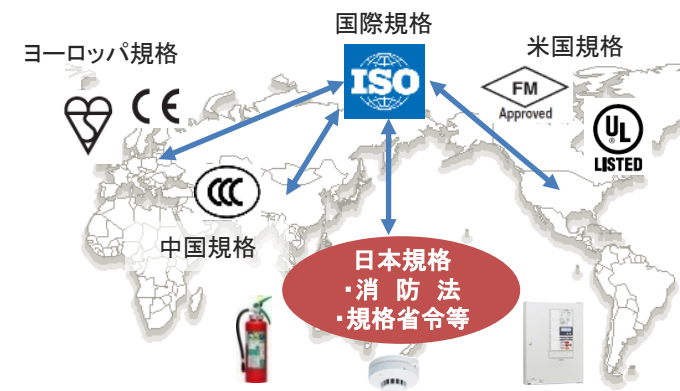 国際規格
ヨーロッパ規格
米国規格
ISO
FM
Approved
CE
UL
LISTED
CCC
中国規格
日本規格
・消 防 法
・規格省令等